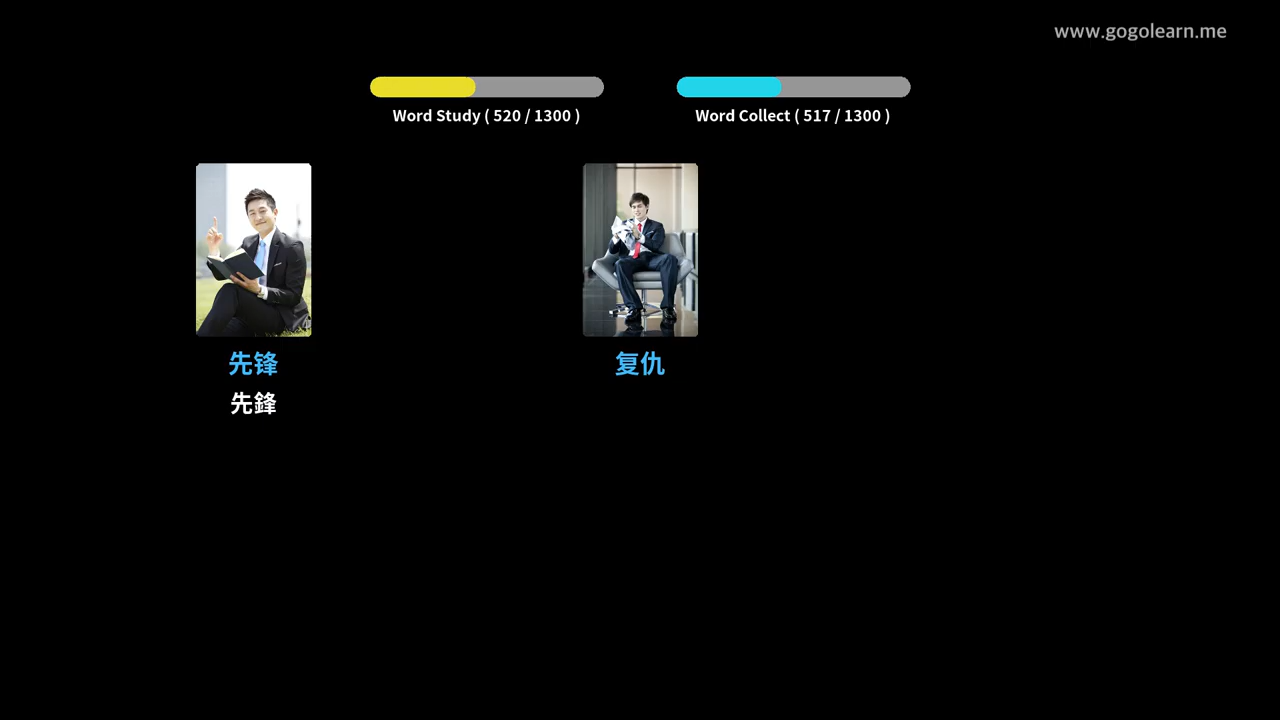 www.gogolearn.me
Word Study ( 520 / 1300 )
Word Collect ( 517 / 1300 )
先锋
先鋒
复仇